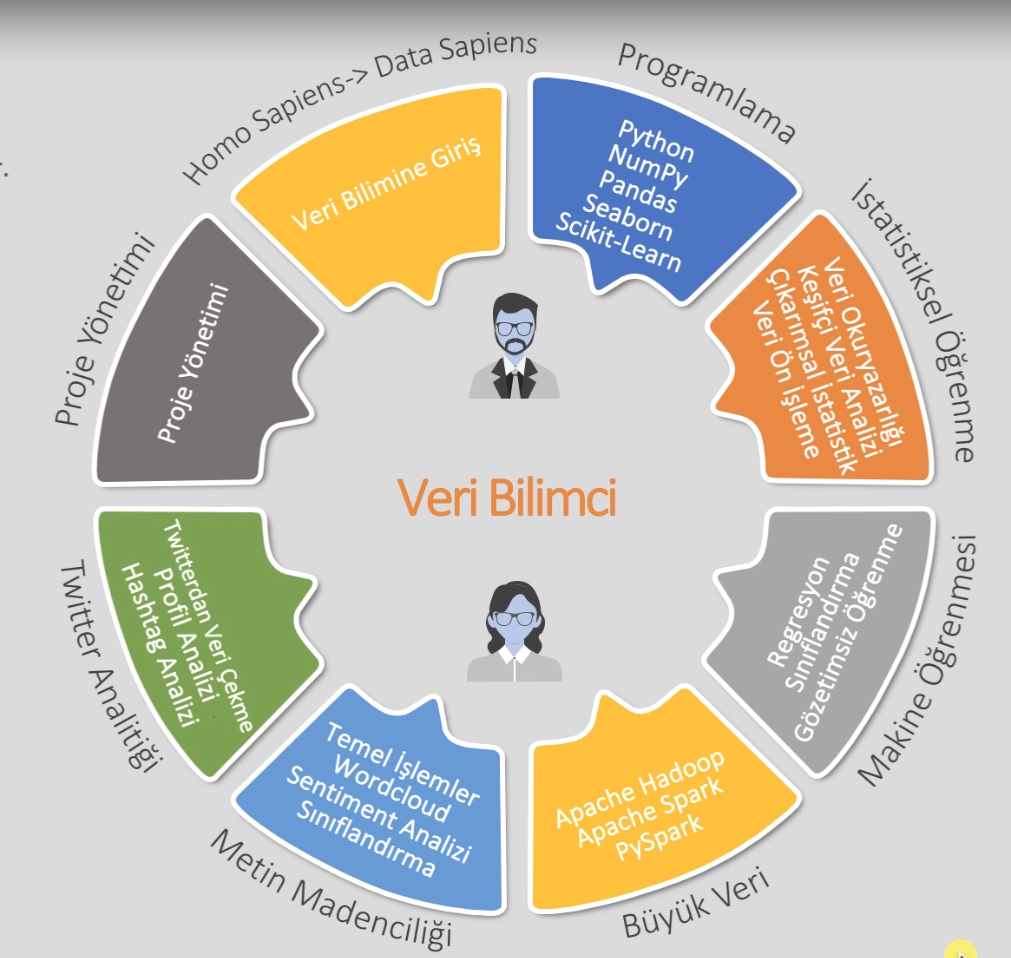 Homo Sapiens-> Data Sapiens
Veri Bilimine Giriş
Programlama
Python
NumPy
Pandas
Seaborn
Scikit-Learn
İstatistiksel Öğrenme
Veri Okuryazarlığı
Keşifçi Veri Analizi
Çıkarımsal İstatistik
Veri Ön İşleme
Makine Öğrenmesi
Regresyon
Sınıflandırma
Gözetimsiz Öğrenme
Büyük Veri
Apache Hadoop
Apache Spark
PySpark
Metin Madenciliği
Temel İşlemler
Wordcloud
Sentiment Analizi
Sınıflandırma
Twitter Analitiği
Twitterdan Veri Çekme
Profil Analizi
Hashtag Analizi
Proje Yönetimi
Proje Yönetimi
Veri Bilimci